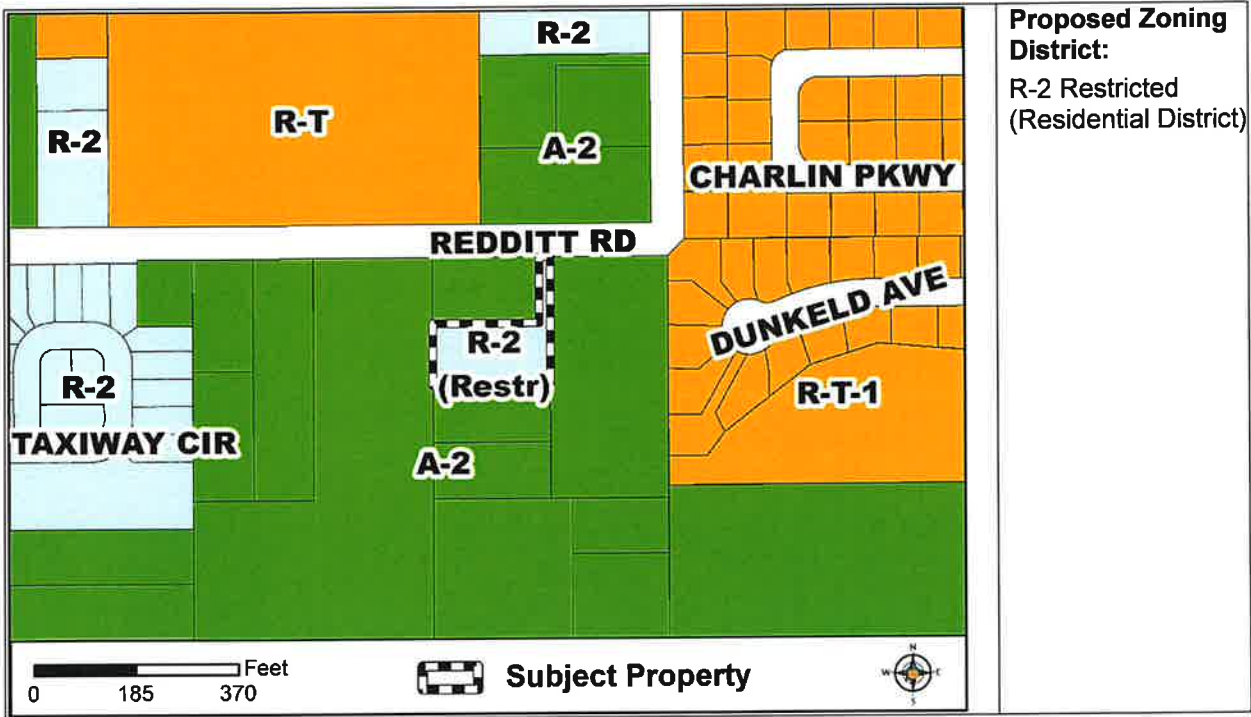 Proposed Zoning
District:
R-2 Restricted
(Residential District)
R-2
R-T
R-2
A-2
CHARLIN PKWY
REDDITT RD
DUNKELD AVE
R-2
(Restr)
R-2
R-T-1
TAXIWAY CIR
A-2
Feet
0 185 370
Subject Property
N
W E
S